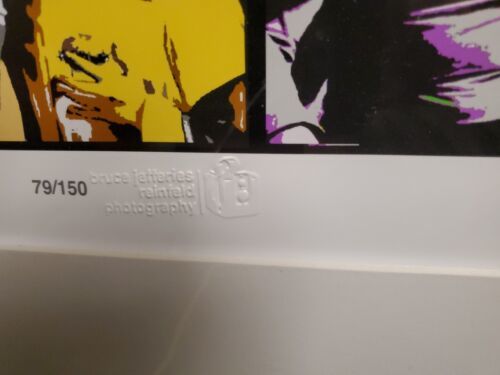 79/150
bruce jefferies
reinfeld
photography